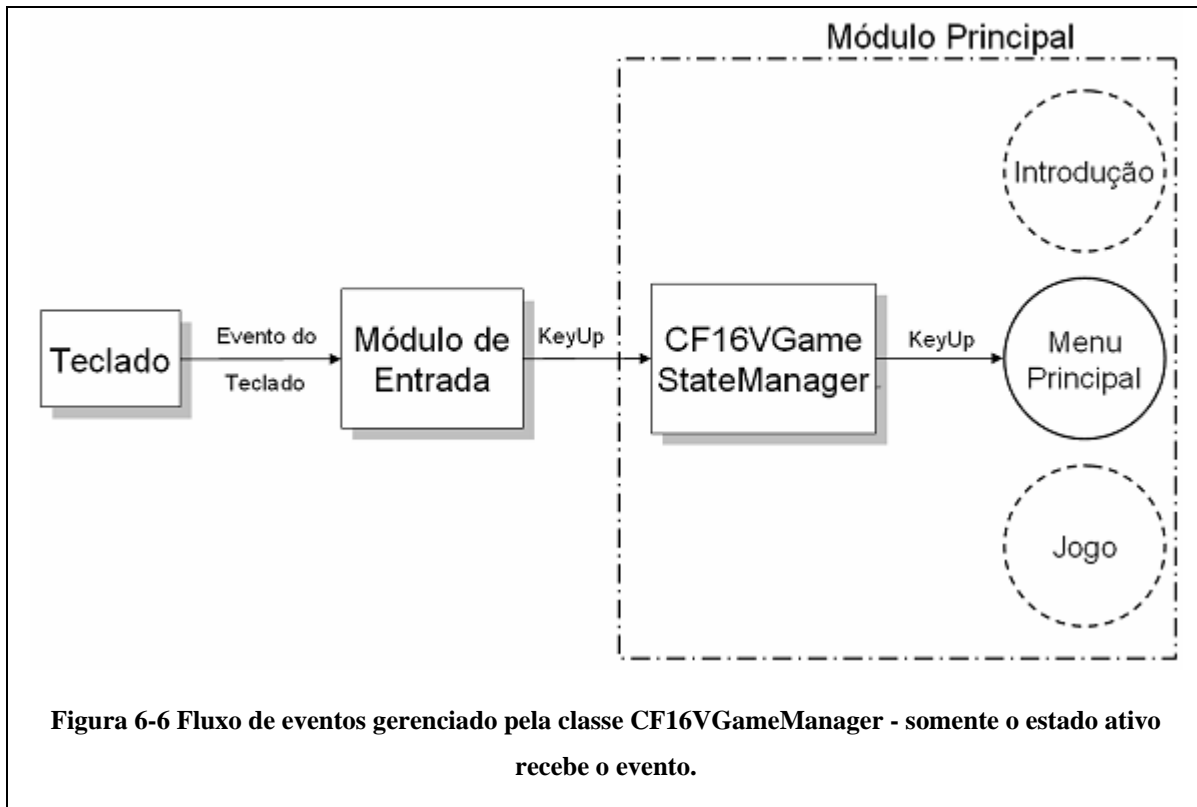 Módulo Principal
Introdução
Teclado
Evento do
Teclado
Módulo de
Entrada
KeyUp
CF16VGame
StateManager
KeyUp
Menu
Principal
Jogo
Figura 6-6 Fluxo de eventos gerenciado pela classe CF16VGameManager - somente o estado ativo
recebe o evento.